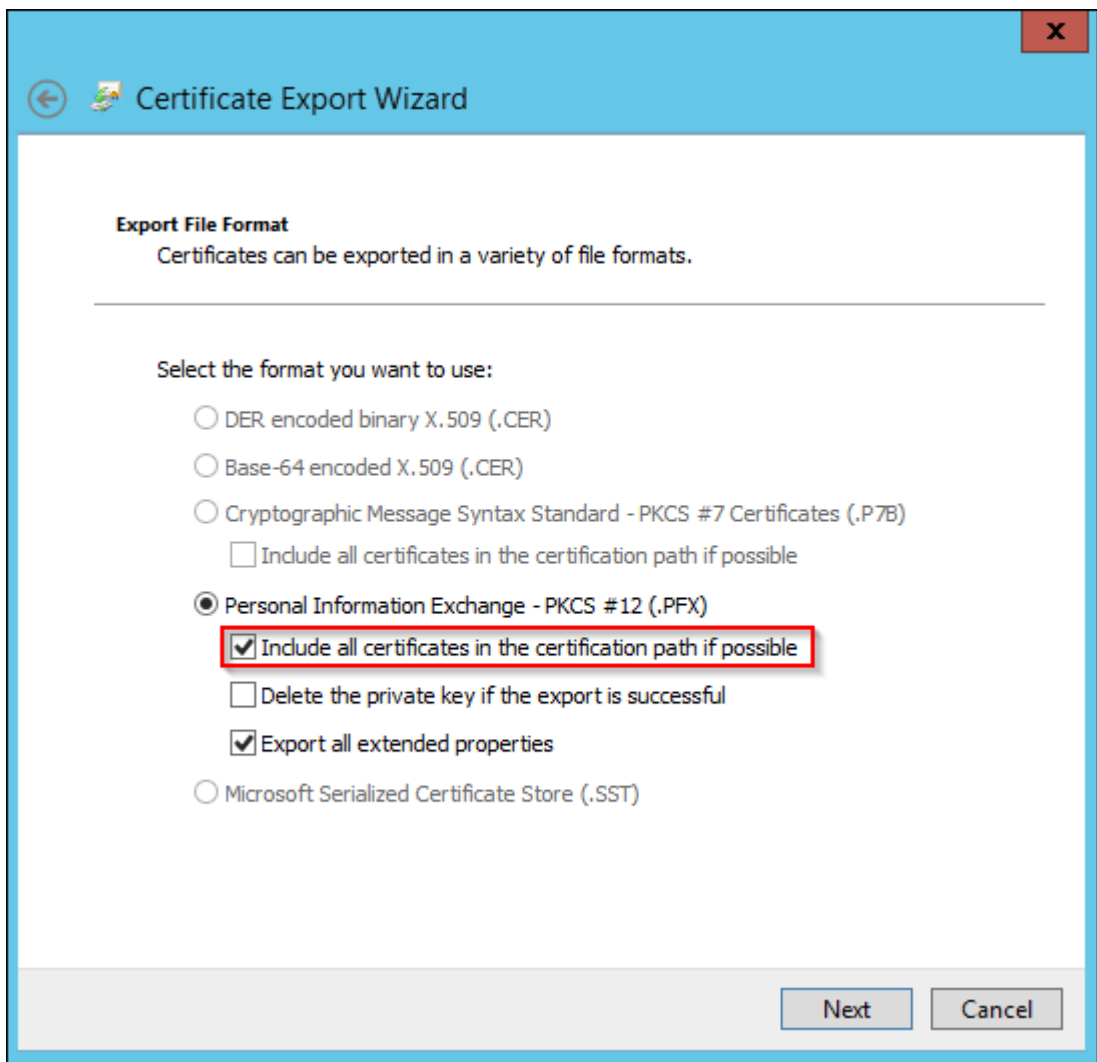 x
Certificate Export Wizard
Export File Format
Certificates can be exported in a variety of file formats.
Select the format you want to use:
DER encoded binary X.509 (.CER)
Base-64 encoded X.509 (.CER)
Cryptographic Message Syntax Standard - PKCS #7 Certificates (.P7B)
Include all certificates in the certification path if possible
Personal Information Exchange - PKCS #12 (.PFX)
Include all certificates in the certification path if possible
Delete the private key if the export is successful
Export all extended properties
Microsoft Serialized Certificate Store (.SST)
Next Cancel